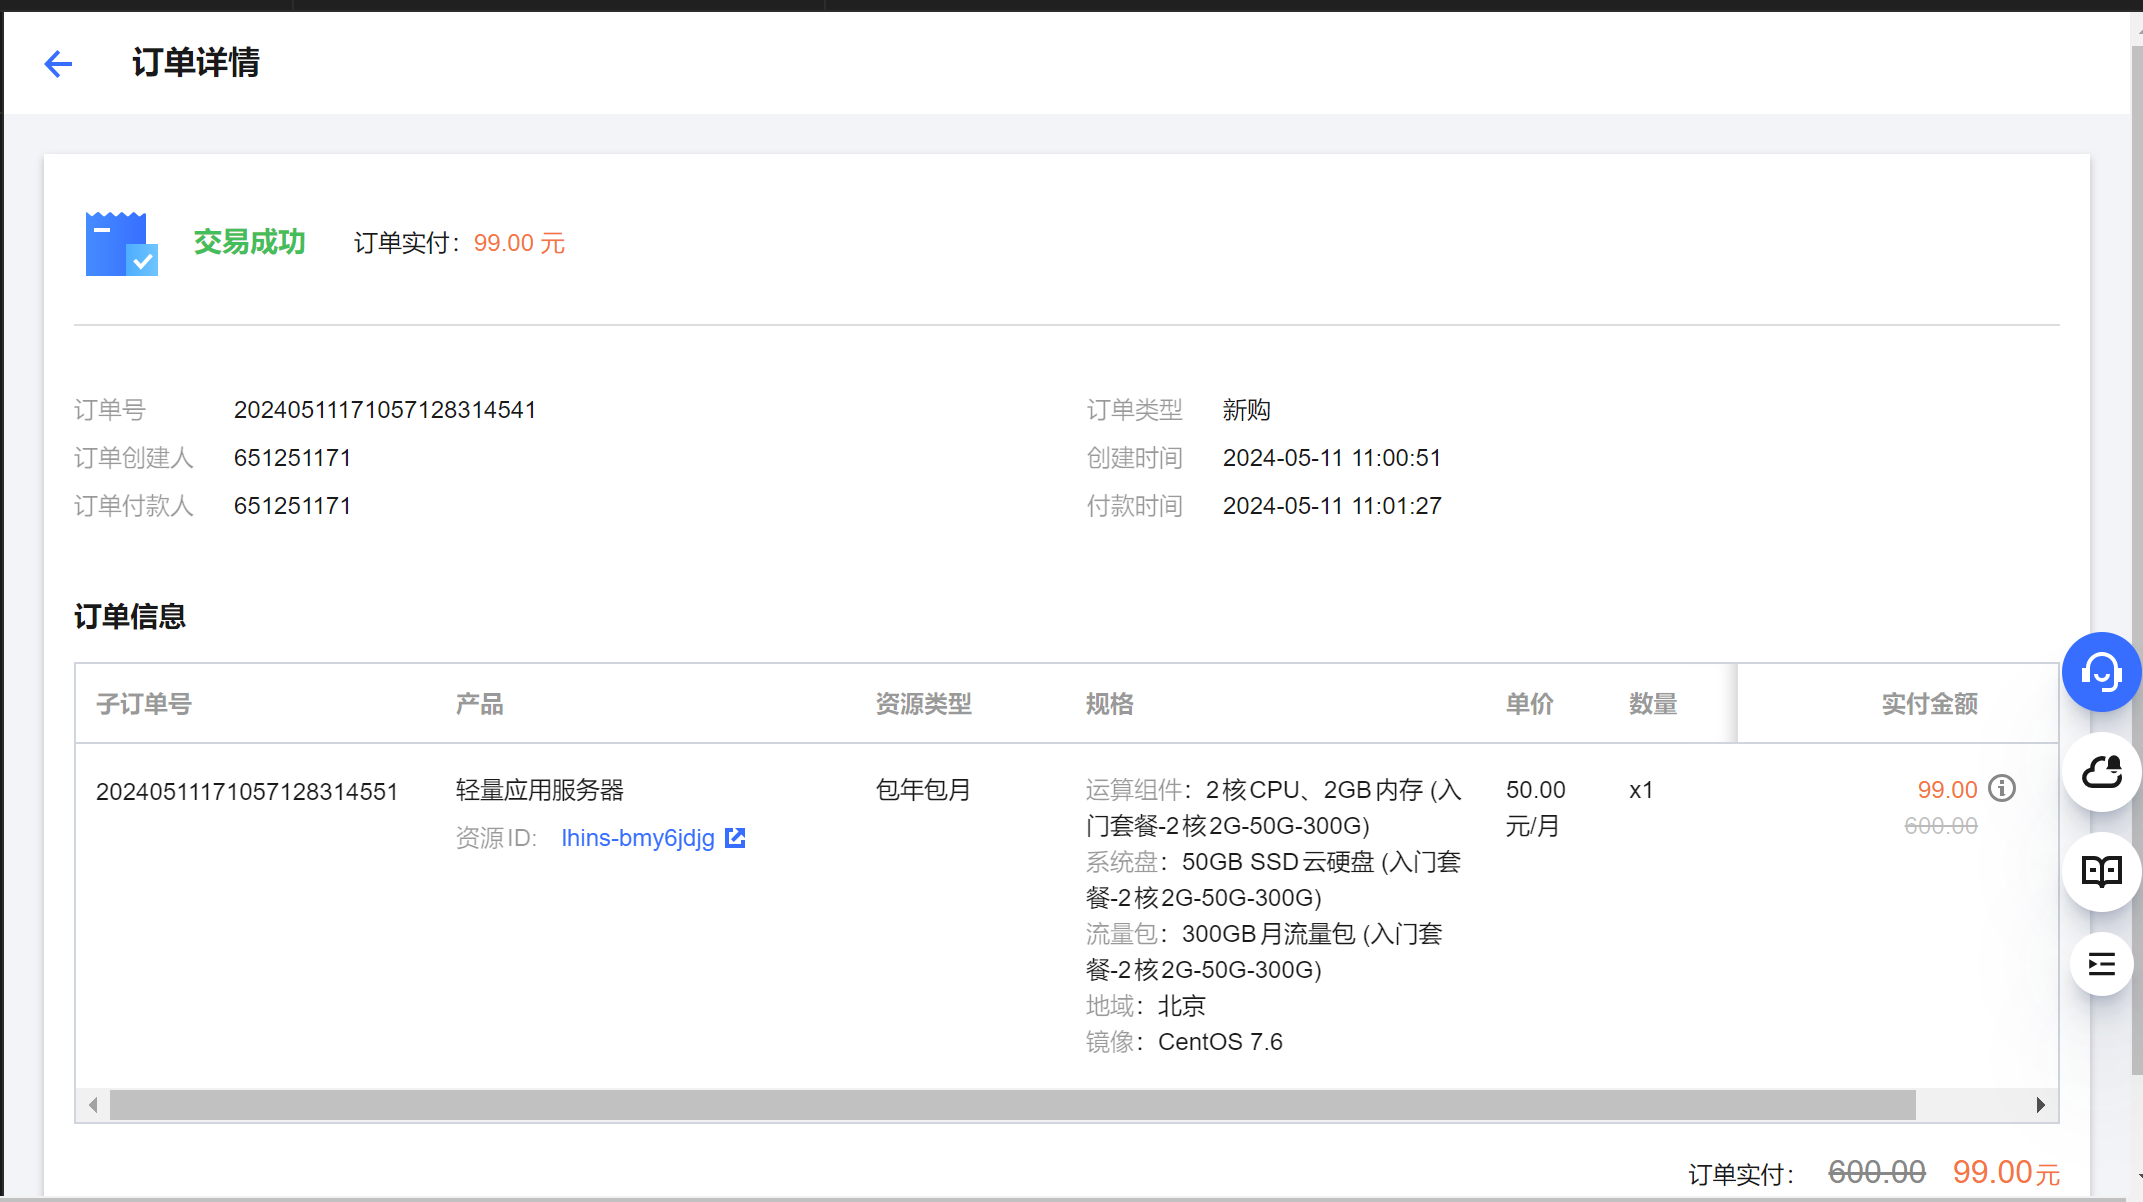 订单详情
交易成功 订单实付：99.00 元
订单号 20240511171057128314541 订单类型 新购
订单创建人 651251171 创建时间 2024-05-11 11:00:51
订单付款人 651251171 付款时间 2024-05-11 11:01:27
订单信息
子订单号 产品 资源类型 规格 单价 数量 实付金额
20240511171057128314551 轻量应用服务器 包年包月 运算组件：2核CPU、2GB内存 (入 50.00 x1 99.00
门套餐-2核2G-50G-300G) 元/月 600.00
资源ID: lhins-bmy6jdjg
系统盘：50GB SSD云硬盘 (入门套
餐-2核2G-50G-300G)
流量包：300GB月流量包 (入门套
餐-2核2G-50G-300G)
地域：北京
镜像：CentOS 7.6
订单实付： 600.00 99.00元